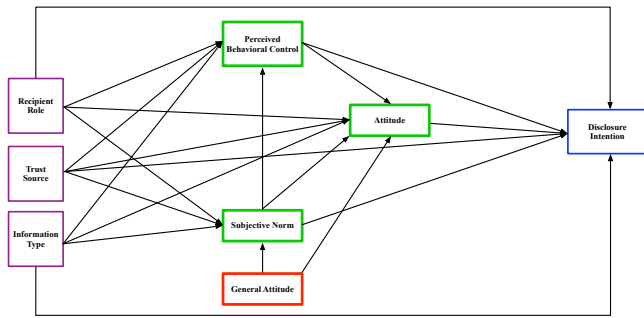 Perceived
Behavioral Control
Recipient
Role
Attitude
Disclosure
Intention
Trust
Source
Information
Type
Subjective Norm
General Attitude